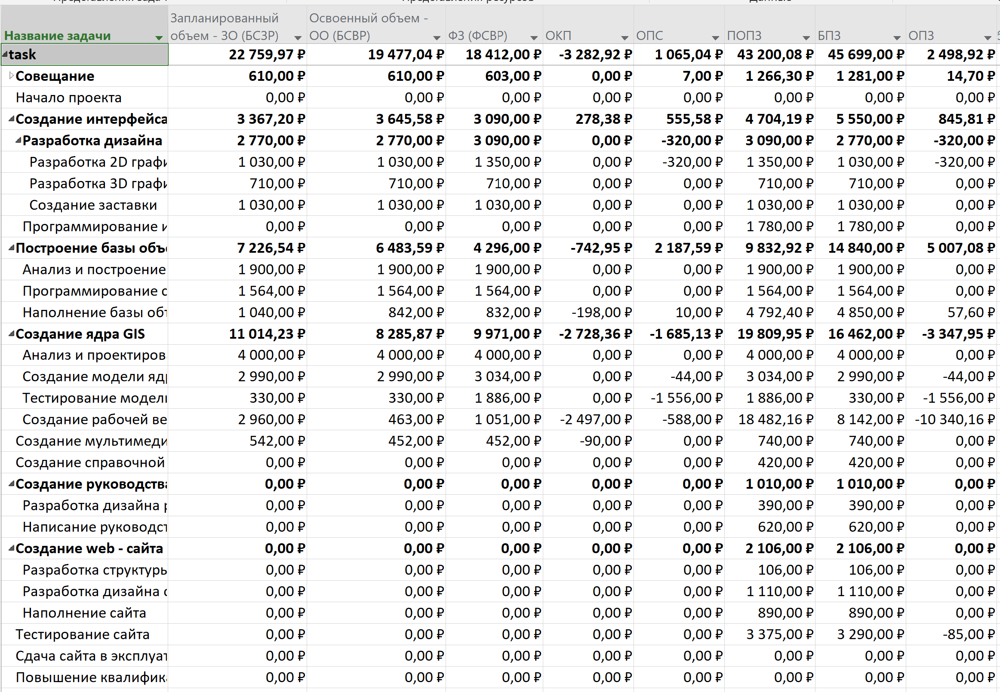 Название задачи Запланированный объем - ЗО (БСЗР) Освоенный объем - ОО (БСВР) ФЗ (ФСВР) ОКП ОПС ПОПЗ БПЗ ОПЗ
task 22 759,97 ₽ 19 477,04 ₽ 18 412,00 ₽ -3 282,92 ₽ 1 065,04 ₽ 43 200,08 ₽ 45 699,00 ₽ 2 498,92 ₽
Совещание 610,00 ₽ 610,00 ₽ 603,00 ₽ 0,00 ₽ 7,00 ₽ 1 266,30 ₽ 1 281,00 ₽ 14,70 ₽
Начало проекта 0,00 ₽ 0,00 ₽ 0,00 ₽ 0,00 ₽ 0,00 ₽ 0,00 ₽ 0,00 ₽ 0,00 ₽
Создание интерфейса 3 367,20 ₽ 3 645,58 ₽ 3 090,00 ₽ 278,38 ₽ 555,58 ₽ 4 704,19 ₽ 5 550,00 ₽ 845,81 ₽
Разработка дизайна 2 770,00 ₽ 2 770,00 ₽ 3 090,00 ₽ 0,00 ₽ -320,00 ₽ 3 090,00 ₽ 2 770,00 ₽ -320,00 ₽
Разработка 2D графи 1 030,00 ₽ 1 030,00 ₽ 1 350,00 ₽ 0,00 ₽ -320,00 ₽ 1 350,00 ₽ 1 030,00 ₽ -320,00 ₽
Разработка 3D графи 710,00 ₽ 710,00 ₽ 710,00 ₽ 0,00 ₽ 0,00 ₽ 710,00 ₽ 710,00 ₽ 0,00 ₽
Создание заставки 1 030,00 ₽ 1 030,00 ₽ 1 030,00 ₽ 0,00 ₽ 0,00 ₽ 1 030,00 ₽ 1 030,00 ₽ 0,00 ₽
Программирование и 0,00 ₽ 0,00 ₽ 0,00 ₽ 0,00 ₽ 0,00 ₽ 1 780,00 ₽ 1 780,00 ₽ 0,00 ₽
Построение базы объе 7 226,54 ₽ 6 483,59 ₽ 4 296,00 ₽ -742,95 ₽ 2 187,59 ₽ 9 832,92 ₽ 14 840,00 ₽ 5 007,08 ₽
Анализ и построение 1 900,00 ₽ 1 900,00 ₽ 1 900,00 ₽ 0,00 ₽ 0,00 ₽ 1 900,00 ₽ 1 900,00 ₽ 0,00 ₽
Программирование с 1 564,00 ₽ 1 564,00 ₽ 1 564,00 ₽ 0,00 ₽ 0,00 ₽ 1 564,00 ₽ 1 564,00 ₽ 0,00 ₽
Наполнение базы объ 1 040,00 ₽ 842,00 ₽ 832,00 ₽ -198,00 ₽ 10,00 ₽ 4 792,40 ₽ 4 850,00 ₽ 57,60 ₽
Создание ядра GIS 11 014,23 ₽ 8 285,87 ₽ 9 971,00 ₽ -2 728,36 ₽ -1 685,13 ₽ 19 809,95 ₽ 16 462,00 ₽ -3 347,95 ₽
Анализ и проектирова 4 000,00 ₽ 4 000,00 ₽ 4 000,00 ₽ 0,00 ₽ 0,00 ₽ 4 000,00 ₽ 4 000,00 ₽ 0,00 ₽
Создание модели ядр 2 990,00 ₽ 2 990,00 ₽ 3 034,00 ₽ 0,00 ₽ -44,00 ₽ 3 034,00 ₽ 2 990,00 ₽ -44,00 ₽
Тестирование модели 330,00 ₽ 330,00 ₽ 1 886,00 ₽ 0,00 ₽ -1 556,00 ₽ 1 886,00 ₽ 330,00 ₽ -1 556,00 ₽
Создание рабочей ве 2 960,00 ₽ 463,00 ₽ 1 051,00 ₽ -2 497,00 ₽ -588,00 ₽ 18 482,16 ₽ 8 142,00 ₽ -10 340,16 ₽
Создание мультимеди 542,00 ₽ 452,00 ₽ 452,00 ₽ -90,00 ₽ 0,00 ₽ 740,00 ₽ 740,00 ₽ 0,00 ₽
Создание справочной 0,00 ₽ 0,00 ₽ 0,00 ₽ 0,00 ₽ 0,00 ₽ 420,00 ₽ 420,00 ₽ 0,00 ₽
Создание руководства 0,00 ₽ 0,00 ₽ 0,00 ₽ 0,00 ₽ 0,00 ₽ 1 010,00 ₽ 1 010,00 ₽ 0,00 ₽
Разработка дизайна р 0,00 ₽ 0,00 ₽ 0,00 ₽ 0,00 ₽ 0,00 ₽ 390,00 ₽ 390,00 ₽ 0,00 ₽
Написание руководст 0,00 ₽ 0,00 ₽ 0,00 ₽ 0,00 ₽ 0,00 ₽ 620,00 ₽ 620,00 ₽ 0,00 ₽
Создание web - сайта 0,00 ₽ 0,00 ₽ 0,00 ₽ 0,00 ₽ 0,00 ₽ 2 106,00 ₽ 2 106,00 ₽ 0,00 ₽
Разработка структуры 0,00 ₽ 0,00 ₽ 0,00 ₽ 0,00 ₽ 0,00 ₽ 106,00 ₽ 106,00 ₽ 0,00 ₽
Разработка дизайна с 0,00 ₽ 0,00 ₽ 0,00 ₽ 0,00 ₽ 0,00 ₽ 1 110,00 ₽ 1 110,00 ₽ 0,00 ₽
Наполнение сайта 0,00 ₽ 0,00 ₽ 0,00 ₽ 0,00 ₽ 0,00 ₽ 890,00 ₽ 890,00 ₽ 0,00 ₽
Тестирование сайта 0,00 ₽ 0,00 ₽ 0,00 ₽ 0,00 ₽ 0,00 ₽ 3 375,00 ₽ 3 290,00 ₽ -85,00 ₽
Сдача сайта в эксплуат 0,00 ₽ 0,00 ₽ 0,00 ₽ 0,00 ₽ 0,00 ₽ 0,00 ₽ 0,00 ₽ 0,00 ₽
Повышение квалифика 0,00 ₽ 0,00 ₽ 0,00 ₽ 0,00 ₽ 0,00 ₽ 0,00 ₽ 0,00 ₽ 0,00 ₽